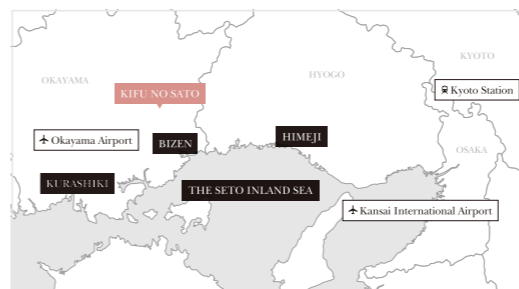 KYOTO
OKAYAMA
HYOGO
KIFU NO SATO
Kyoto Station
Okayama Airport
BIZEN
HIMEJI
OSAKA
KURASHIKI
THE SETO INLAND SEA
Kansai International Airport